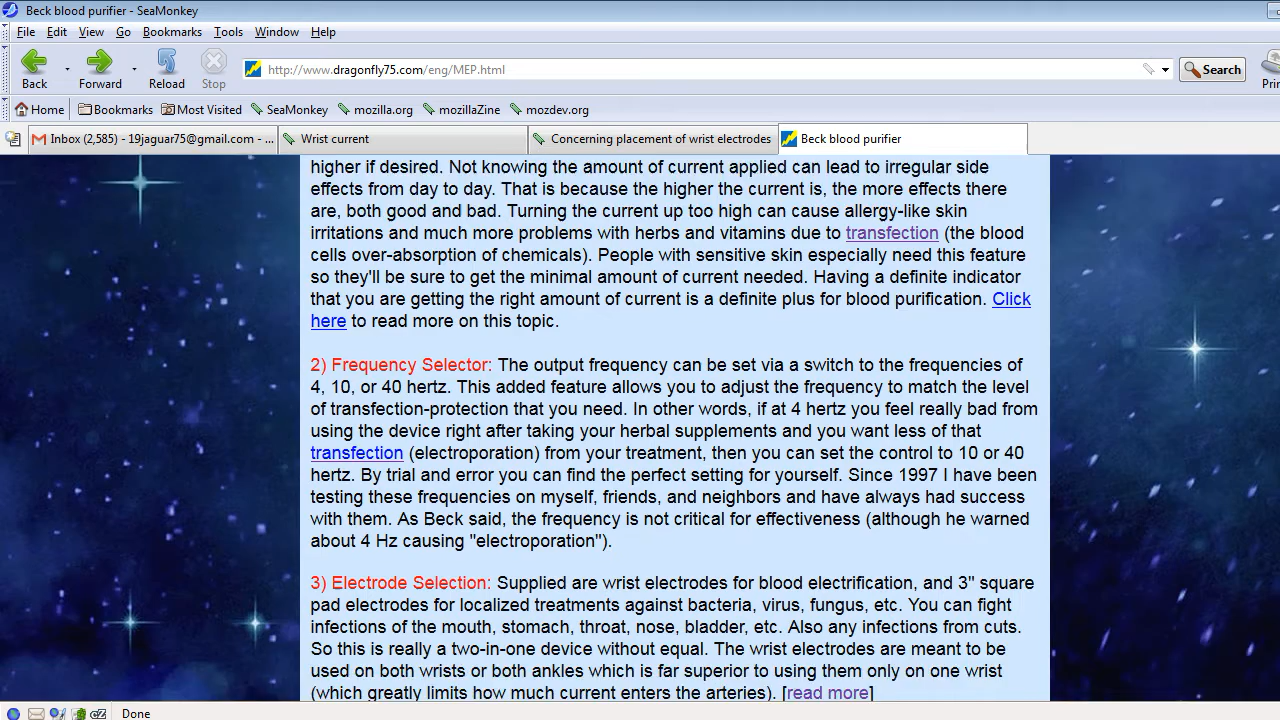 Beck blood purifier - SeaMonkey
File Edit View Go Bookmarks Tools Window Help
Back Forward Reload Stop http://www.dragonfly75.com/eng/MEP.html Search
Home Bookmarks Most Visited SeaMonkey mozilla.org mozillaZine mozdev.org
Inbox (2,585) - 19jaguar75@gmail.com - ... Wrist current Concerning placement of wrist electrodes Beck blood purifier
higher if desired. Not knowing the amount of current applied can lead to irregular side
effects from day to day. That is because the higher the current is, the more effects there
are, both good and bad. Turning the current up too high can cause allergy-like skin
irritations and much more problems with herbs and vitamins due to transfection (the blood
cells over-absorption of chemicals). People with sensitive skin especially need this feature
so they'll be sure to get the minimal amount of current needed. Having a definite indicator
that you are getting the right amount of current is a definite plus for blood purification. Click
here to read more on this topic.
2) Frequency Selector: The output frequency can be set via a switch to the frequencies of
4, 10, or 40 hertz. This added feature allows you to adjust the frequency to match the level
of transfection-protection that you need. In other words, if at 4 hertz you feel really bad from
using the device right after taking your herbal supplements and you want less of that
transfection (electroporation) from your treatment, then you can set the control to 10 or 40
hertz. By trial and error you can find the perfect setting for yourself. Since 1997 I have been
testing these frequencies on myself, friends, and neighbors and have always had success
with them. As Beck said, the frequency is not critical for effectiveness (although he warned
about 4 Hz causing "electroporation").
3) Electrode Selection: Supplied are wrist electrodes for blood electrification, and 3" square
pad electrodes for localized treatments against bacteria, virus, fungus, etc. You can fight
infections of the mouth, stomach, throat, nose, bladder, etc. Also any infections from cuts.
So this is really a two-in-one device without equal. The wrist electrodes are meant to be
used on both wrists or both ankles which is far superior to using them only on one wrist
(which greatly limits how much current enters the arteries). [read more]
Done